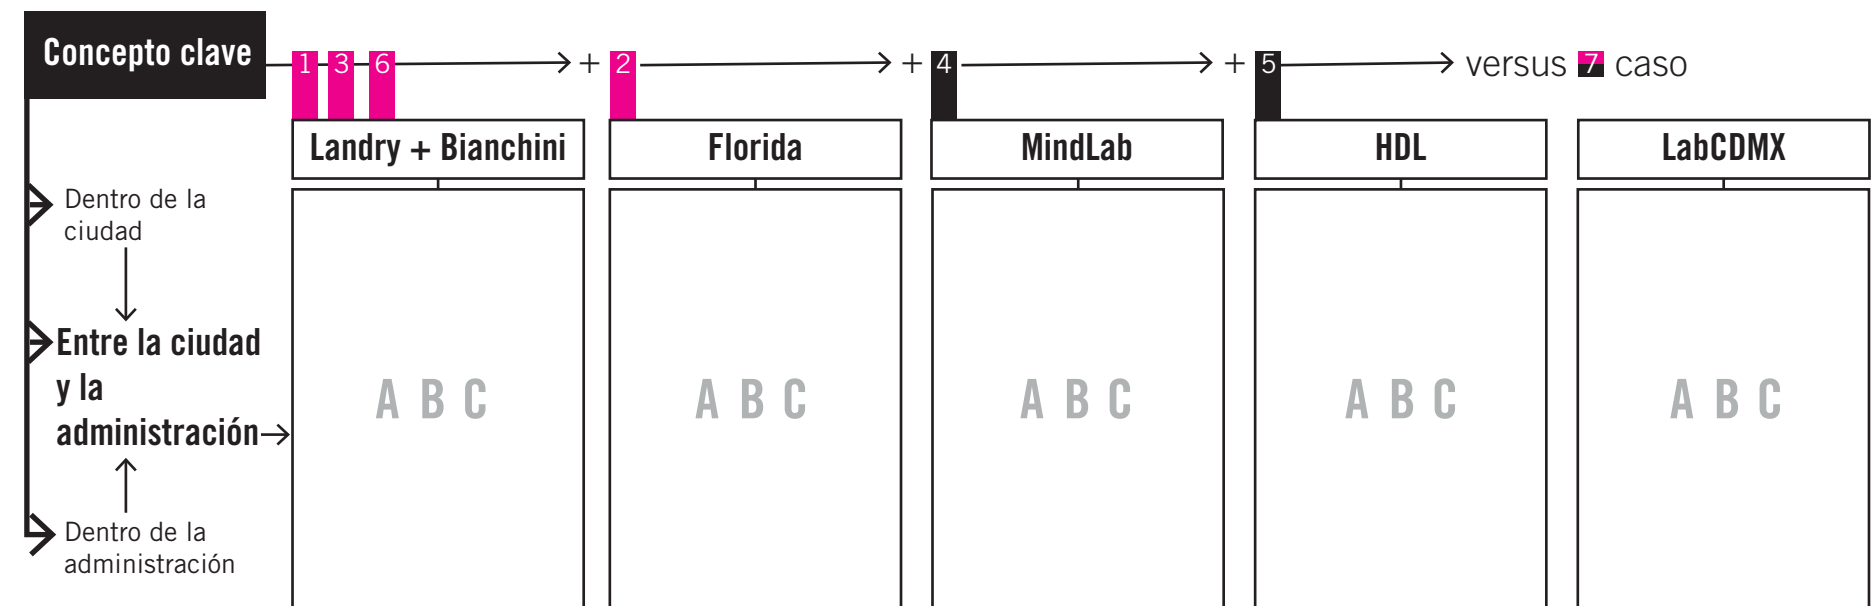 Concepto clave
1 3 6 + 2 + 4 + 5 versus 7 caso
Landry + Bianchini
Florida
MindLab
HDL
LabCDMX
Dentro de la
ciudad
Entre la ciudad
y la
administración
Dentro de la
administración
A B C
A B C
A B C
A B C
A B C